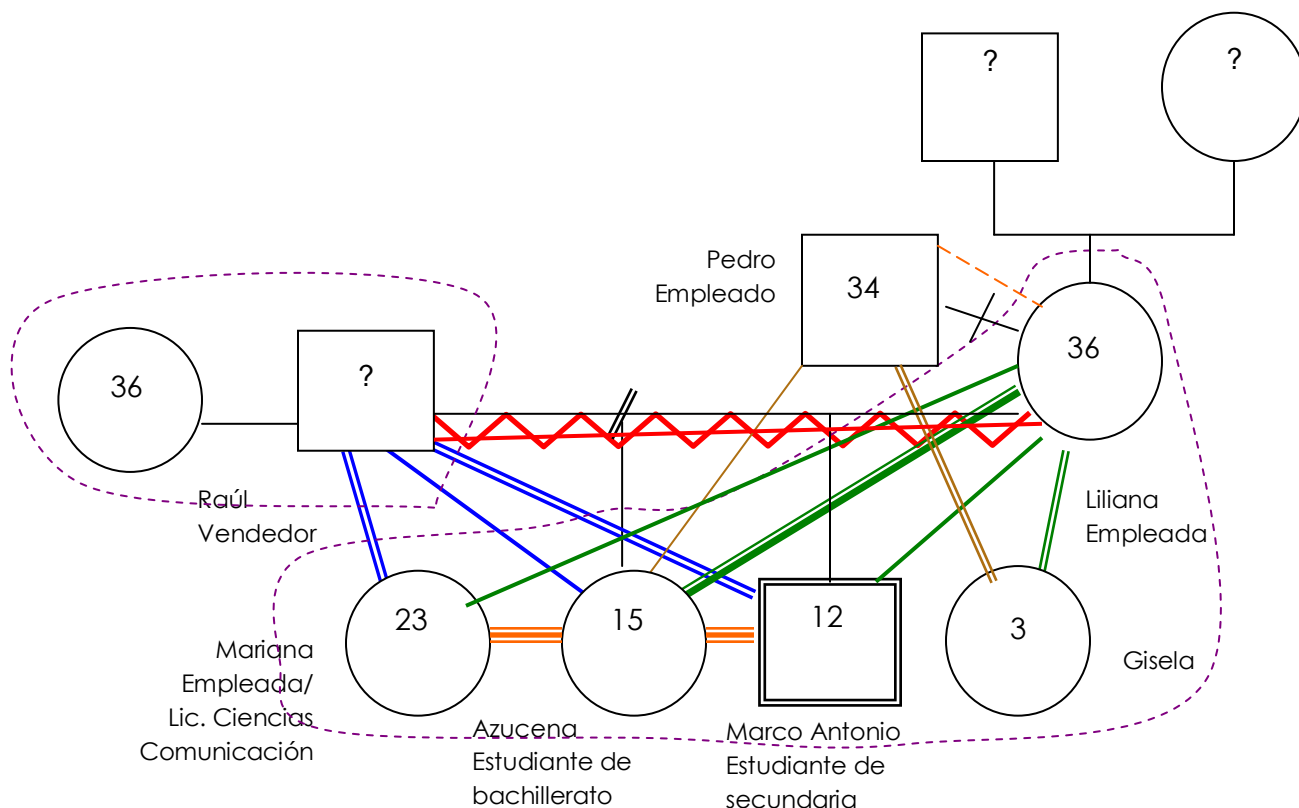 ?
?
Pedro
Empleado
34
36
36
?
Raúl
Vendedor
Liliana
Empleada
23
15
12
3
Mariana
Empleada/
Lic. Ciencias
Comunicación
Gisela
Azucena
Estudiante de
bachillerato
Marco Antonio
Estudiante de
secundaria